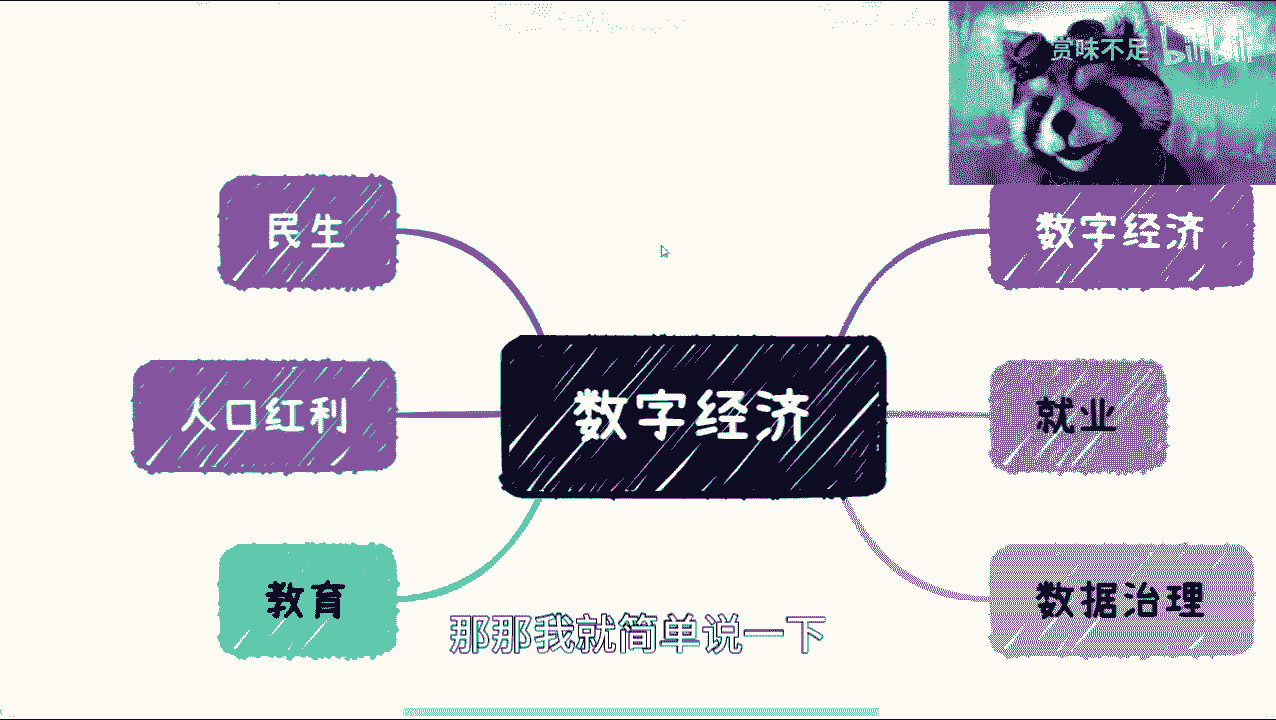 赏味不足 bilibili
民生
数字经济
人口红利
数字经济
就业
教育
数据治理
那那我就简单说一下